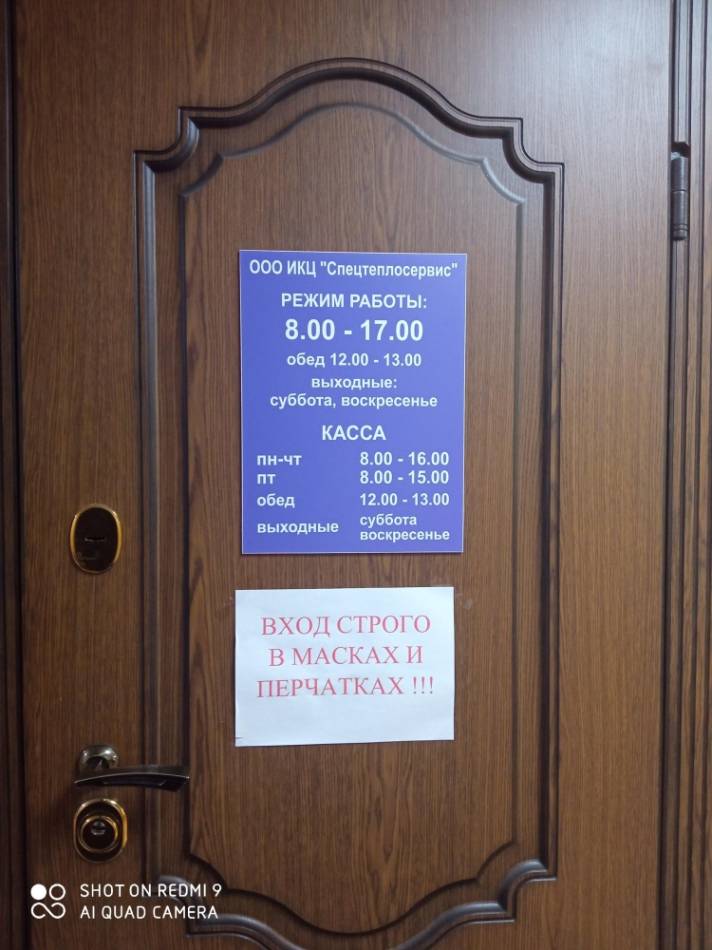 ООО ИКЦ "Спецтеплосервис"
РЕЖИМ РАБОТЫ:
8.00 - 17.00
обед 12.00 - 13.00
выходные:
суббота, воскресенье
КАССА
пн-чт 8.00 - 16.00
пт 8.00 - 15.00
обед 12.00 - 13.00
выходные суббота
воскресенье
ВХОД СТРОГО
В МАСКАХ И
ПЕРЧАТКАХ !!!
SHOT ON REDMI 9
AI QUAD CAMERA